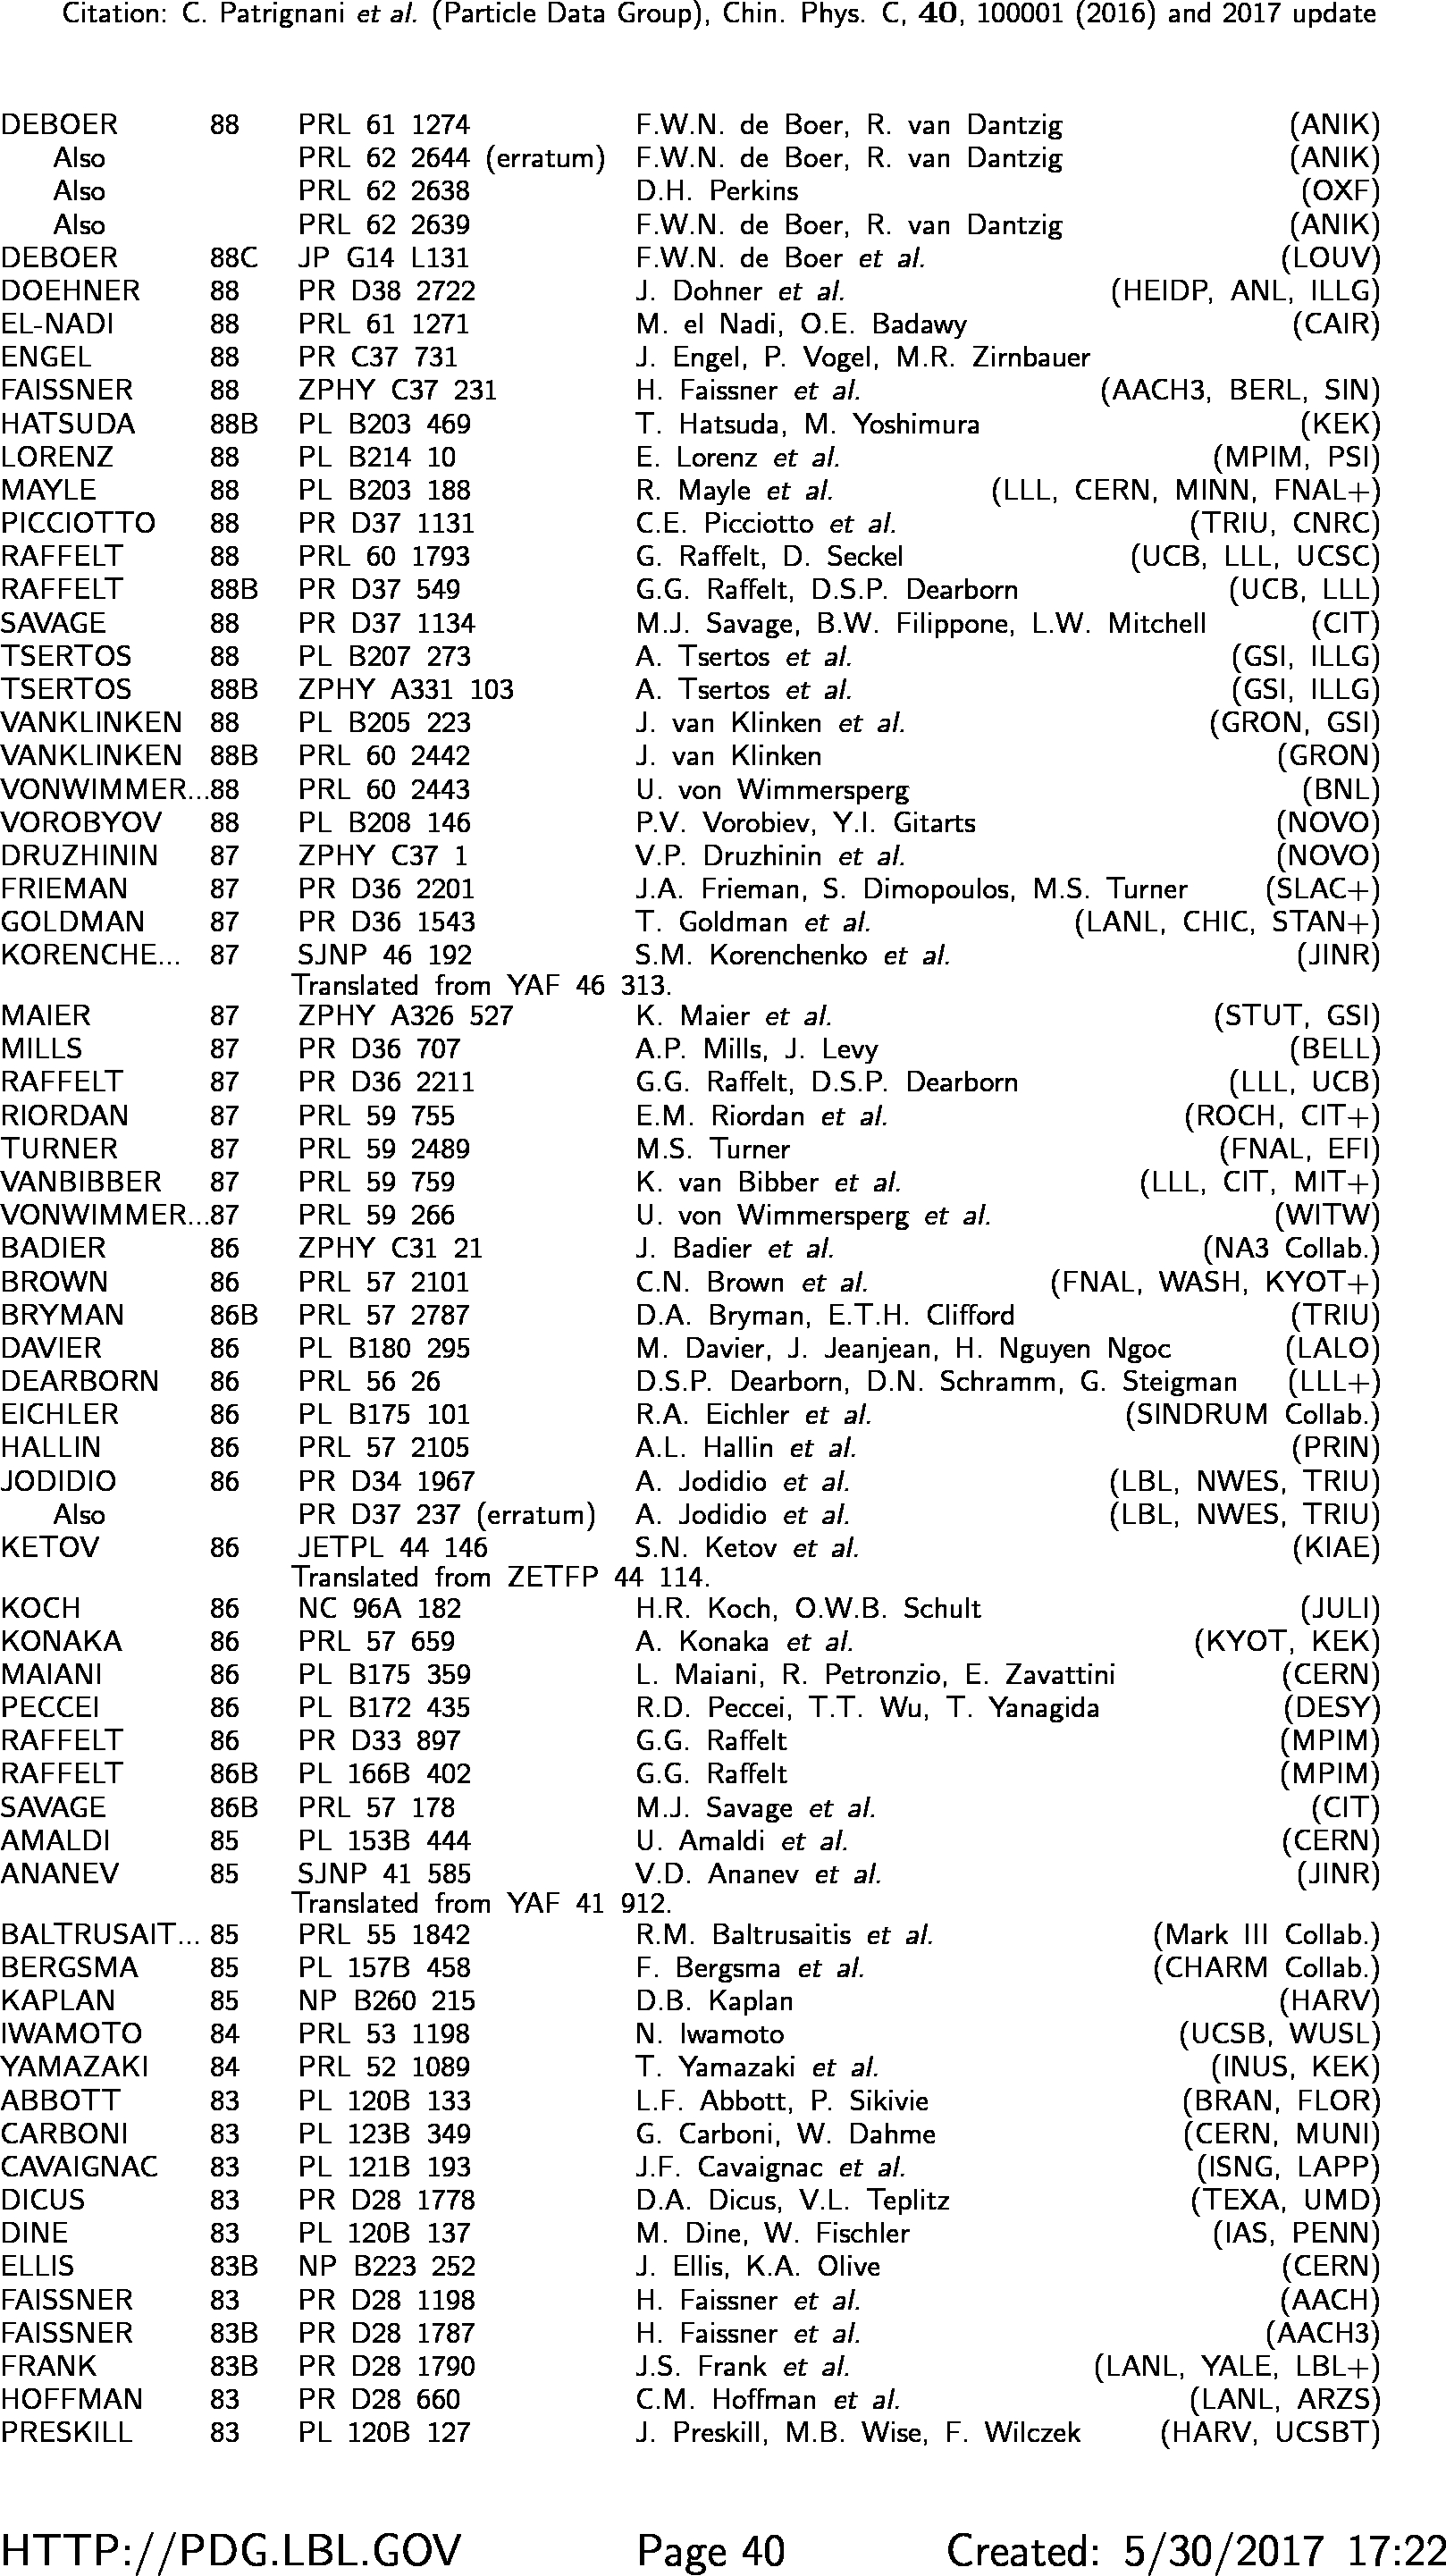 Citation: C. Patrignani et al. (Particle Data Group), Chin. Phys. C, 40, 100001 (2016) and 2017 update
DEBOER 88 PRL 61 1274 F.W.N. de Boer, R. van Dantzig (ANIK)
Also PRL 62 2644 (erratum) F.W.N. de Boer, R. van Dantzig (ANIK)
Also PRL 62 2638 D.H. Perkins (OXF)
Also PRL 62 2639 F.W.N. de Boer, R. van Dantzig (ANIK)
DEBOER 88C JP G14 L131 F.W.N. de Boer et al. (LOUV)
DOEHNER 88 PR D38 2722 J. Dohner et al. (HEIDP, ANL, ILLG)
EL-NADI 88 PRL 61 1271 M. el Nadi, O.E. Badawy (CAIR)
ENGEL 88 PR C37 731 J. Engel, P. Vogel, M.R. Zirnbauer
FAISSNER 88 ZPHY C37 231 H. Faissner et al. (AACH3, BERL, SIN)
HATSUDA 88B PL B203 469 T. Hatsuda, M. Yoshimura (KEK)
LORENZ 88 PL B214 10 E. Lorenz et al. (MPIM, PSI)
MAYLE 88 PL B203 188 R. Mayle et al. (LLL, CERN, MINN, FNAL+)
PICCIOTTO 88 PR D37 1131 C.E. Picciotto et al. (TRIU, CNRC)
RAFFELT 88 PRL 60 1793 G. Raffelt, D. Seckel (UCB, LLL, UCSC)
RAFFELT 88B PR D37 549 G.G. Raffelt, D.S.P. Dearborn (UCB, LLL)
SAVAGE 88 PR D37 1134 M.J. Savage, B.W. Filippone, L.W. Mitchell (CIT)
TSERTOS 88 PL B207 273 A. Tsertos et al. (GSI, ILLG)
TSERTOS 88B ZPHY A331 103 A. Tsertos et al. (GSI, ILLG)
VANKLINKEN 88 PL B205 223 J. van Klinken et al. (GRON, GSI)
VANKLINKEN 88B PRL 60 2442 J. van Klinken (GRON)
VONWIMMER...88 PRL 60 2443 U. von Wimmersperg (BNL)
VOROBYOV 88 PL B208 146 P.V. Vorobiev, Y.I. Gitarts (NOVO)
DRUZHININ 87 ZPHY C37 1 V.P. Druzhinin et al. (NOVO)
FRIEMAN 87 PR D36 2201 J.A. Frieman, S. Dimopoulos, M.S. Turner (SLAC+)
GOLDMAN 87 PR D36 1543 T. Goldman et al. (LANL, CHIC, STAN+)
KORENCHE... 87 SJNP 46 192 S.M. Korenchenko et al. (JINR)
Translated from YAF 46 313.
MAIER 87 ZPHY A326 527 K. Maier et al. (STUT, GSI)
MILLS 87 PR D36 707 A.P. Mills, J. Levy (BELL)
RAFFELT 87 PR D36 2211 G.G. Raffelt, D.S.P. Dearborn (LLL, UCB)
RIORDAN 87 PRL 59 755 E.M. Riordan et al. (ROCH, CIT+)
TURNER 87 PRL 59 2489 M.S. Turner (FNAL, EFI)
VANBIBBER 87 PRL 59 759 K. van Bibber et al. (LLL, CIT, MIT+)
VONWIMMER...87 PRL 59 266 U. von Wimmersperg et al. (WITW)
BADIER 86 ZPHY C31 21 J. Badier et al. (NA3 Collab.)
BROWN 86 PRL 57 2101 C.N. Brown et al. (FNAL, WASH, KYOT+)
BRYMAN 86B PRL 57 2787 D.A. Bryman, E.T.H. Clifford (TRIU)
DAVIER 86 PL B180 295 M. Davier, J. Jeanjean, H. Nguyen Ngoc (LALO)
DEARBORN 86 PRL 56 26 D.S.P. Dearborn, D.N. Schramm, G. Steigman (LLL+)
EICHLER 86 PL B175 101 R.A. Eichler et al. (SINDRUM Collab.)
HALLIN 86 PRL 57 2105 A.L. Hallin et al. (PRIN)
JODIDIO 86 PR D34 1967 A. Jodidio et al. (LBL, NWES, TRIU)
Also PR D37 237 (erratum) A. Jodidio et al. (LBL, NWES, TRIU)
KETOV 86 JETPL 44 146 S.N. Ketov et al. (KIAE)
Translated from ZETFP 44 114.
KOCH 86 NC 96A 182 H.R. Koch, O.W.B. Schult (JULI)
KONAKA 86 PRL 57 659 A. Konaka et al. (KYOT, KEK)
MAIANI 86 PL B175 359 L. Maiani, R. Petronzio, E. Zavattini (CERN)
PECCEI 86 PL B172 435 R.D. Peccei, T.T. Wu, T. Yanagida (DESY)
RAFFELT 86 PR D33 897 G.G. Raffelt (MPIM)
RAFFELT 86B PL 166B 402 G.G. Raffelt (MPIM)
SAVAGE 86B PRL 57 178 M.J. Savage et al. (CIT)
AMALDI 85 PL 153B 444 U. Amaldi et al. (CERN)
ANANEV 85 SJNP 41 585 V.D. Ananev et al. (JINR)
Translated from YAF 41 912.
BALTRUSAIT... 85 PRL 55 1842 R.M. Baltrusaitis et al. (Mark III Collab.)
BERGSMA 85 PL 157B 458 F. Bergsma et al. (CHARM Collab.)
KAPLAN 85 NP B260 215 D.B. Kaplan (HARV)
IWAMOTO 84 PRL 53 1198 N. Iwamoto (UCSB, WUSL)
YAMAZAKI 84 PRL 52 1089 T. Yamazaki et al. (INUS, KEK)
ABBOTT 83 PL 120B 133 L.F. Abbott, P. Sikivie (BRAN, FLOR)
CARBONI 83 PL 123B 349 G. Carboni, W. Dahme (CERN, MUNI)
CAVAIGNAC 83 PL 121B 193 J.F. Cavaignac et al. (ISNG, LAPP)
DICUS 83 PR D28 1778 D.A. Dicus, V.L. Teplitz (TEXA, UMD)
DINE 83 PL 120B 137 M. Dine, W. Fischler (IAS, PENN)
ELLIS 83B NP B223 252 J. Ellis, K.A. Olive (CERN)
FAISSNER 83 PR D28 1198 H. Faissner et al. (AACH)
FAISSNER 83B PR D28 1787 H. Faissner et al. (AACH3)
FRANK 83B PR D28 1790 J.S. Frank et al. (LANL, YALE, LBL+)
HOFFMAN 83 PR D28 660 C.M. Hoffman et al. (LANL, ARZS)
PRESKILL 83 PL 120B 127 J. Preskill, M.B. Wise, F. Wilczek (HARV, UCSBT)
HTTP://PDG.LBL.GOV Page 40 Created: 5/30/2017 17:22